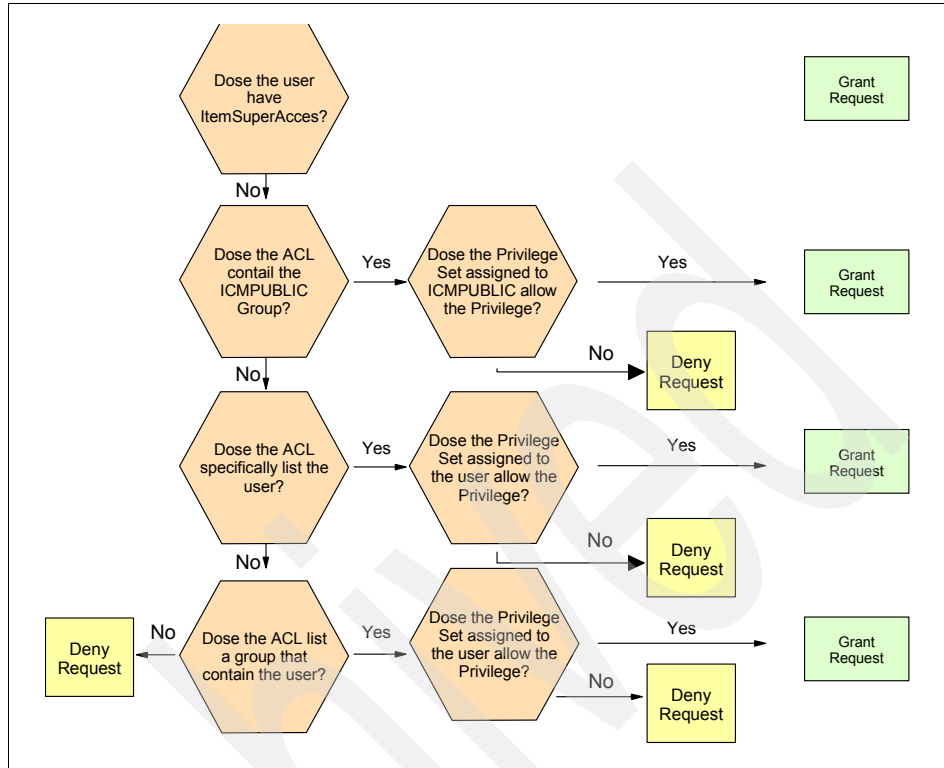 Dose the user
have
ItemSuperAcces?
Grant
Request
No
Dose the ACL
contail the
ICMPUBLIC
Group?
Yes
Dose the Privilege
Set assigned to
ICMPUBLIC allow
the Privilege?
Yes
Grant
Request
No
Deny
Request
No
Dose the ACL
specifically list the
user?
Yes
Dose the Privilege
Set assigned to
the user allow the
Privilege?
Yes
Grant
Request
No
Deny
Request
No
Deny
Request
No
Dose the ACL list
a group that
contain the user?
Yes
Dose the Privilege
Set assigned to
the user allow the
Privilege?
Yes
Grant
Request
No
Deny
Request
hived